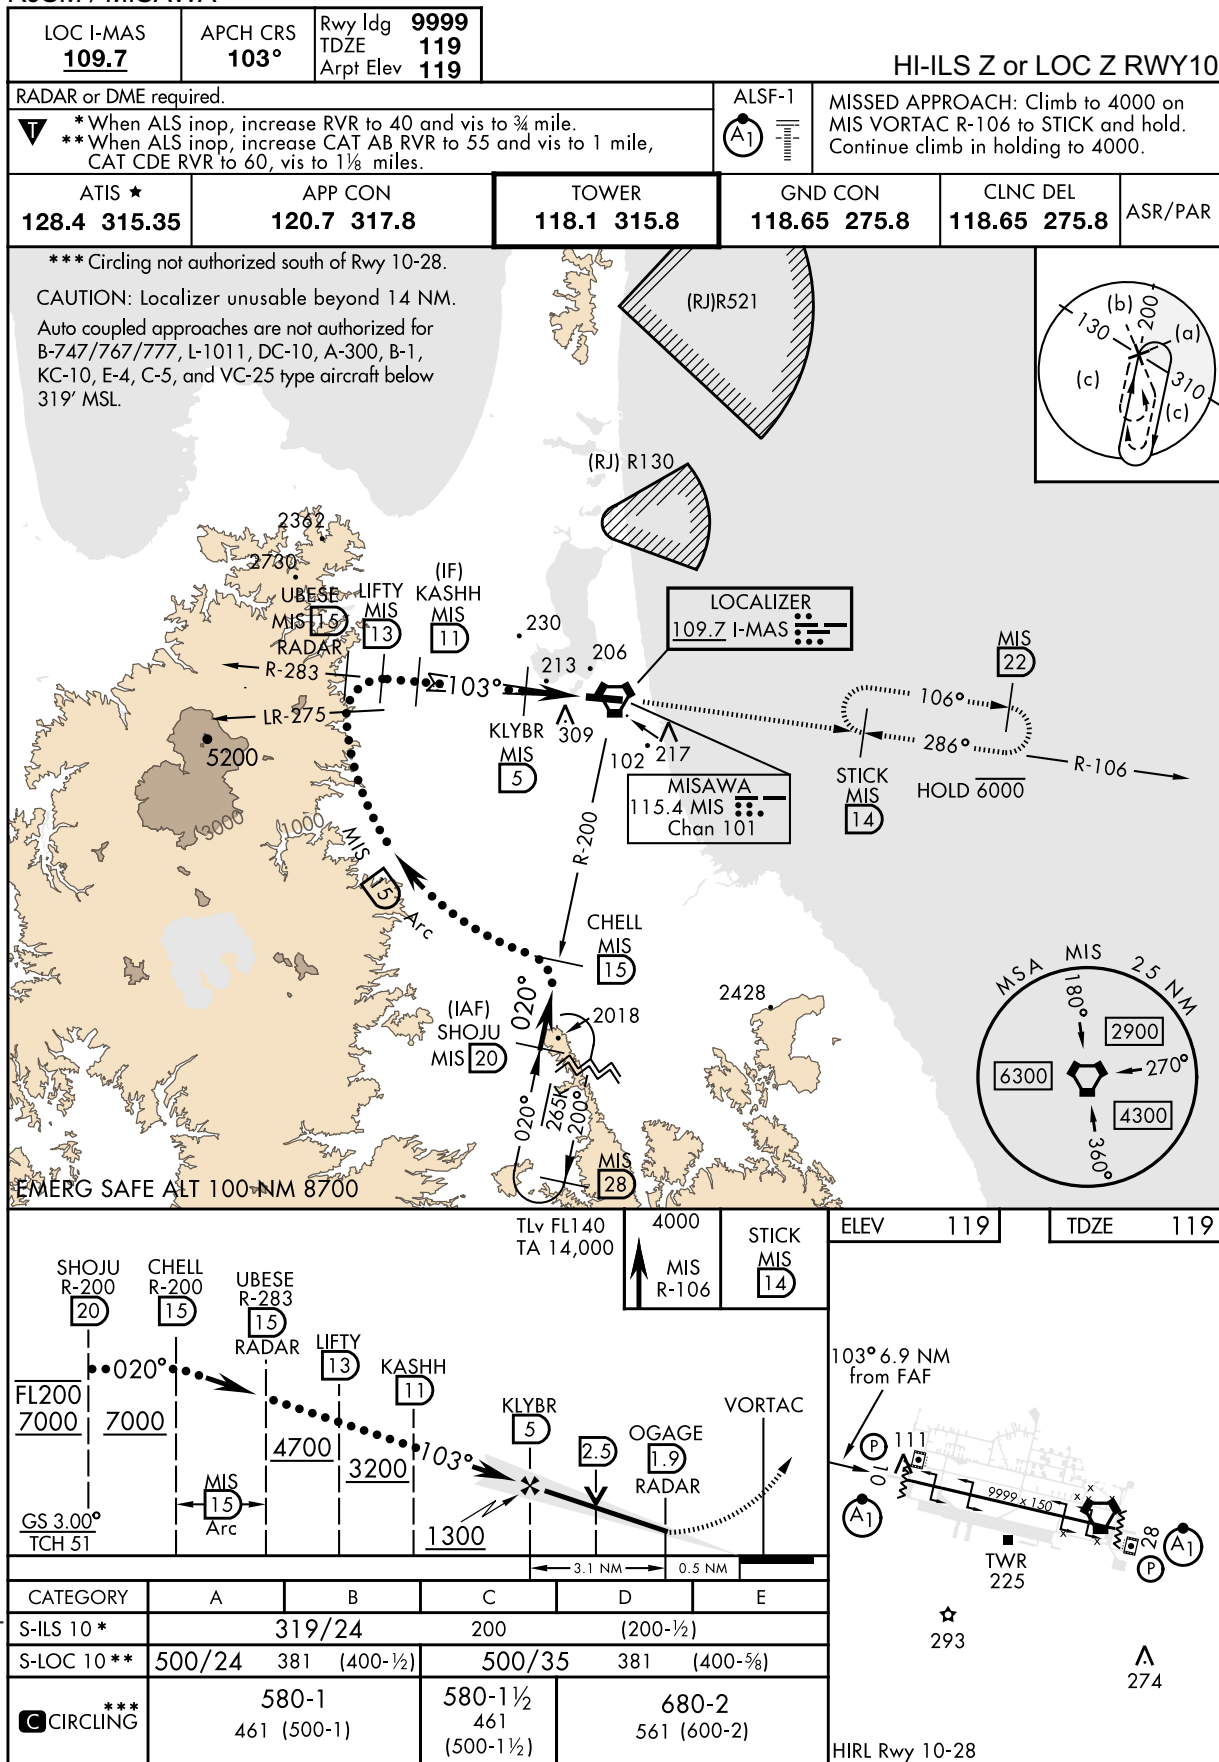 LOC I-MAS
109.7
APCH CRS
103°
Rwy ldg 9999
TDZE 119
Arpt Elev 119
HI-ILS Z or LOC Z RWY10
RADAR or DME required.
T
* When ALS inop, increase RVR to 40 and vis to ¾ mile.
** When ALS inop, increase CAT AB RVR to 55 and vis to 1 mile,
CAT CDE RVR to 60, vis to 1⅛ miles.
ALSF-1
A1
MISSED APPROACH: Climb to 4000 on
MIS VORTAC R-106 to STICK and hold.
Continue climb in holding to 4000.
ATIS ★
128.4 315.35
APP CON
120.7 317.8
TOWER
118.1 315.8
GND CON
118.65 275.8
CLNC DEL
118.65 275.8
ASR/PAR
*** Circling not authorized south of Rwy 10-28.
CAUTION: Localizer unusable beyond 14 NM.
Auto coupled approaches are not authorized for
B-747/767/777, L-1011, DC-10, A-300, B-1,
KC-10, E-4, C-5, and VC-25 type aircraft below
319' MSL.
(RJ)R521
(RJ) R130
(b)
200
130
(a)
(c)
310
(c)
2362
2730
UBESE
MIS 15
RADAR
LIFTY
MIS
13
(IF)
KASHH
MIS
11
R-283
LR-275
103°
230
213
206
309
KLYBR
MIS
5
LOCALIZER
109.7 I-MAS
MIS
22
106°
286°
R-106
STICK
MIS
14
HOLD 6000
102
217
MISAWA
115.4 MIS
Chan 101
5200
3000
1000
MIS 15 Arc
R-200
CHELL
MIS
15
020°
(IAF)
SHOJU
MIS 20
2018
2428
020°
265K
200°
MIS
28
MSA MIS 25 NM
180°
2900
6300
270°
4300
360°
EMERG SAFE ALT 100 NM 8700
TLv FL140
TA 14,000
4000
MIS
R-106
STICK
MIS
14
ELEV 119
TDZE 119
SHOJU
R-200
20
CHELL
R-200
15
UBESE
R-283
15
RADAR
LIFTY
13
KASHH
11
KLYBR
5
2.5
OGAGE
1.9
RADAR
VORTAC
020°
FL200
7000
7000
4700
3200
103°
1300
MIS
15
Arc
GS 3.00°
TCH 51
3.1 NM
0.5 NM
103° 6.9 NM
from FAF
P
111
10
A1
9999 x 150
x x x x x
28
A1
P
TWR
225
293
274
HIRL Rwy 10-28
CATEGORY A B C D E
S-ILS 10 * 319/24 200 (200-½)
S-LOC 10 ** 500/24 381 (400-½) 500/35 381 (400-⅝)
C CIRCLING ***
580-1
461 (500-1)
580-1½
461
(500-1½)
680-2
561 (600-2)